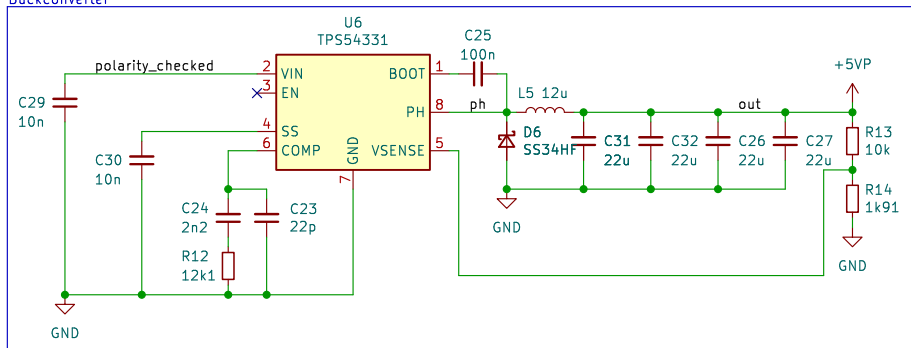 Buckconverter
U6
TPS54331
C25
100n
polarity_checked
2
VIN
BOOT
1
3
EN
+5VP
C29
10n
ph
L5 12u
out
PH
8
4
SS
D6
SS34HF
C31
22u
C32
22u
C26
22u
C27
22u
R13
10k
6
COMP
GND
VSENSE
5
C30
10n
7
R14
1k91
C24
2n2
C23
22p
GND
R12
12k1
GND
GND